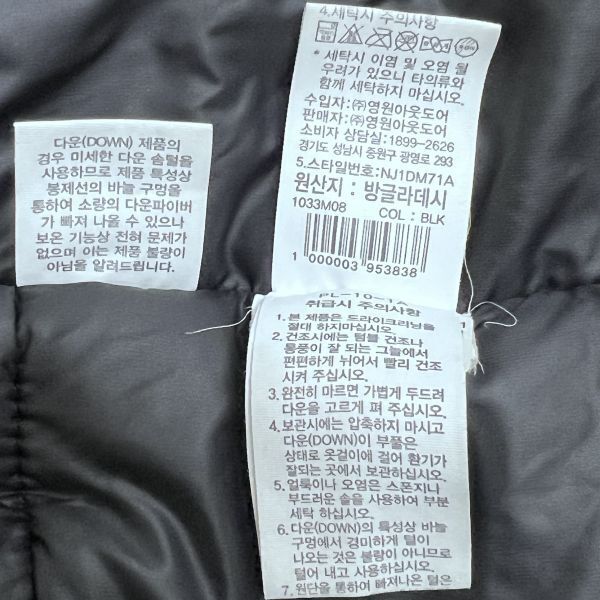 다운(DOWN) 제품의
경우 미세한 다운 솜털을
사용하므로 제품 특성상
봉제선의 바늘 구멍을
통하여 소량의 다운파이버
가 빠져 나올 수 있으나
보온 기능상 전혀 문제가
없으며 이는 제품 불량이
아님을 알려드립니다.
4.세탁시 주의사항
* 세탁시 이염 및 오염 될
우려가 있으니 타의류와
함께 세탁하지 마십시오.
수입자:㈜영원아웃도어
판매자:㈜영원아웃도어
소비자 상담실:1899-2626
경기도 성남시 중원구 광명로 293
5.스타일번호:NJ1DM71A
원산지 : 방글라데시
1033M08 COL : BLK
1 000003 953838
취급시 주의사항
1. 본 제품은 드라이크리닝을
절대 하지마십시오.
2. 건조시에는 텀블 건조나
통풍이 잘 되는 그늘에서
편편하게 뉘어서 빨리 건조
시켜 주십시오.
3. 완전히 마르면 가볍게 두드려
다운을 고르게 펴 주십시오.
4. 보관시에는 압축하지 마시고
다운(DOWN)이 부풀은
상태로 옷걸이에 걸어 환기가
잘되는 곳에서 보관하십시오.
5. 얼룩이나 오염은 스폰지나
부드러운 솔을 사용하여 부분
세탁 하십시오.
6. 다운(DOWN)의 특성상 바늘
구멍에서 경미하게 털이
나오는 것은 불량이 아니므로
털어 내고 사용하십시오.
7. 원단을 통하여 빠져나온 털은